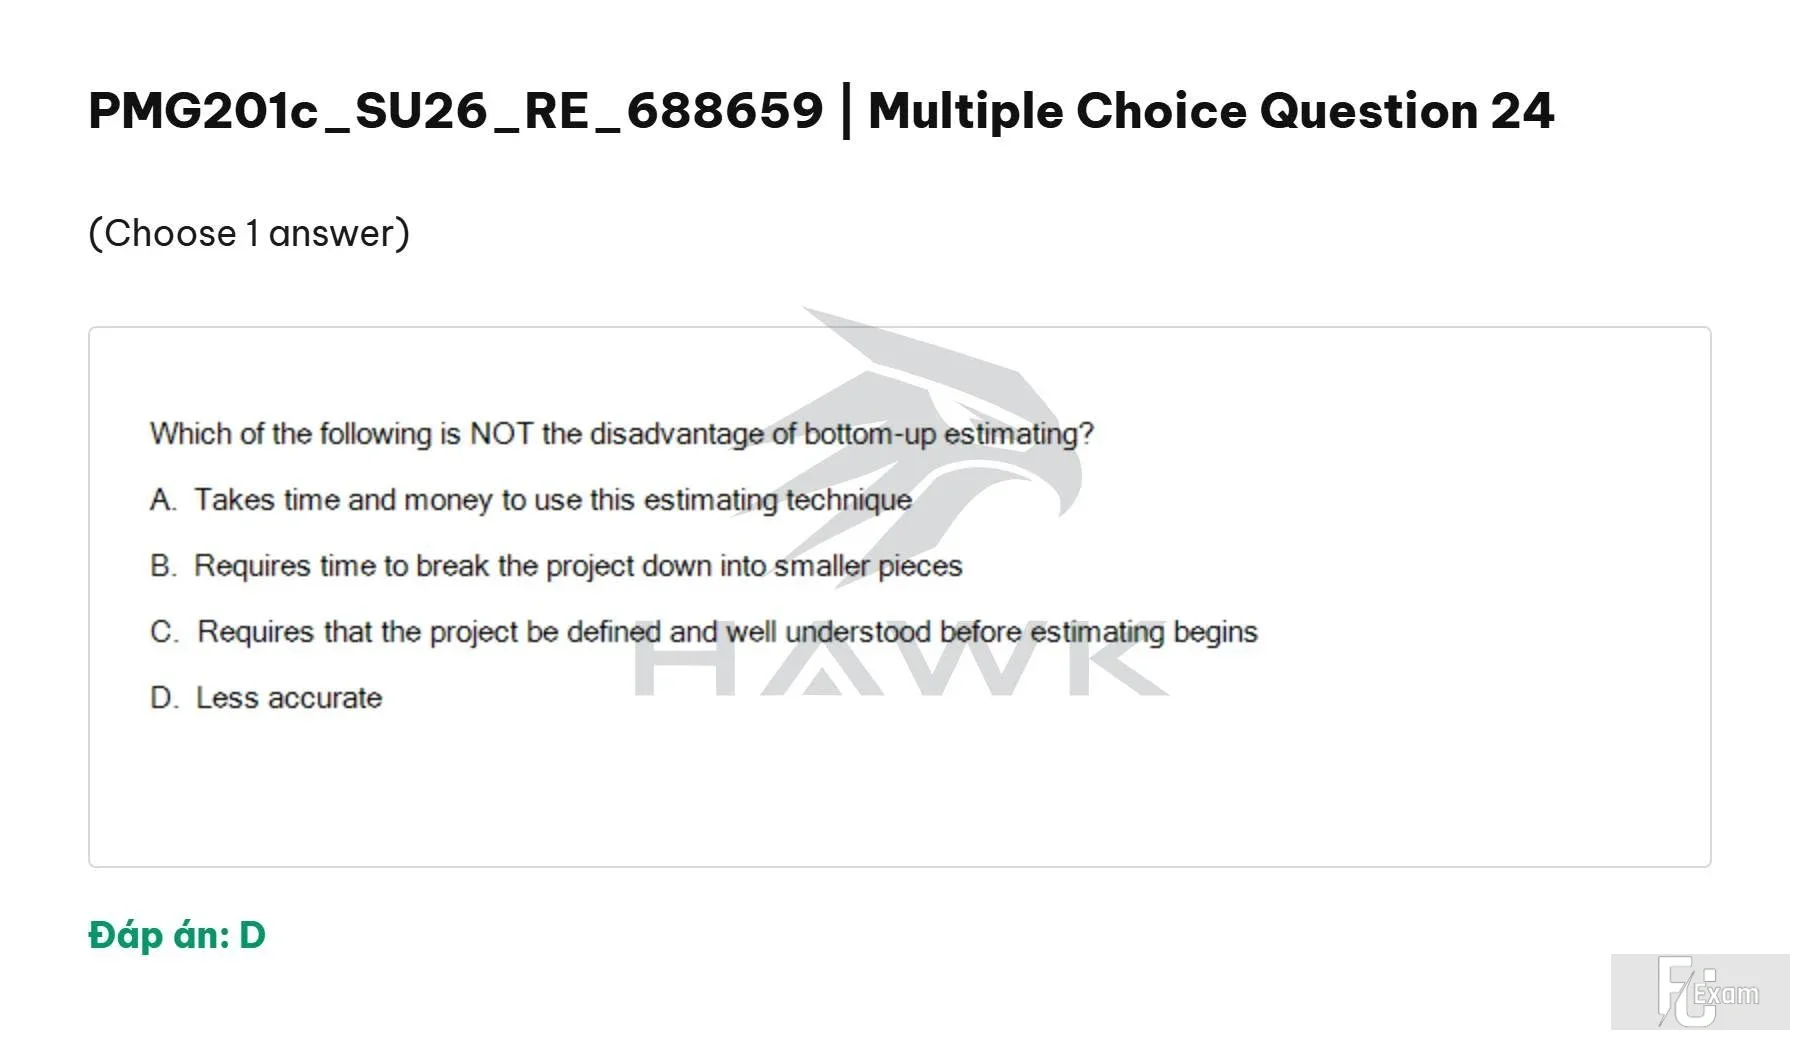 PMG201c_SU26_RE_688659 | Multiple Choice Question 24
(Choose 1 answer)
Which of the following is NOT the disadvantage of bottom-up estimating?
A. Takes time and money to use this estimating technique
B. Requires time to break the project down into smaller pieces
C. Requires that the project be defined and well understood before estimating begins
D. Less accurate
HAWK
Đáp án: D
FU Exam